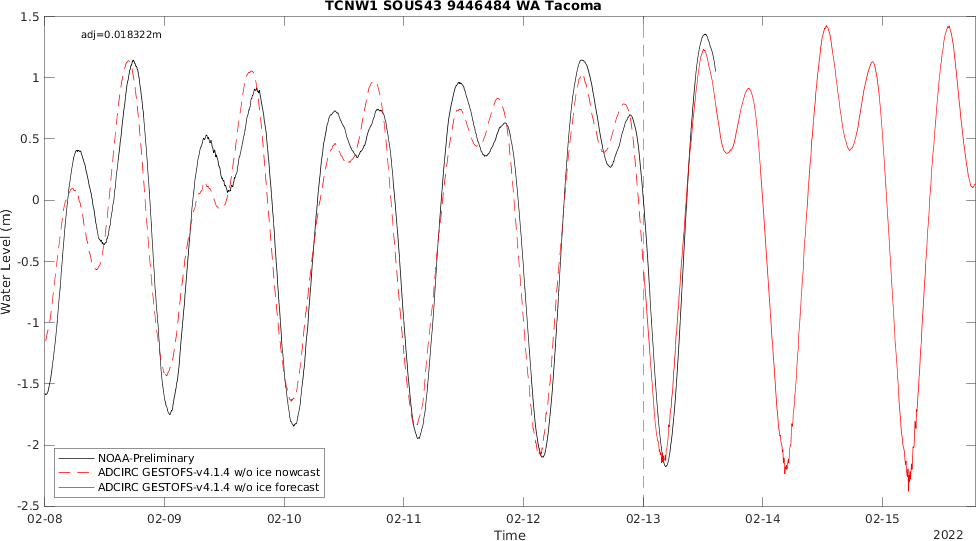 TCNW1 SOUS43 9446484 WA Tacoma
adj=0.018322m
1.5
1
0.5
0
-0.5
-1
-1.5
-2
-2.5
Water Level (m)
NOAA-Preliminary
ADCIRC GESTOFS-v4.1.4 w/o ice nowcast
ADCIRC GESTOFS-v4.1.4 w/o ice forecast
02-08 02-09 02-10 02-11 02-12 02-13 02-14 02-15
Time
2022